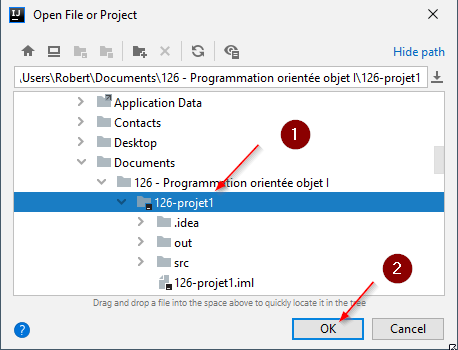 IJ Open File or Project
Hide path
\Users\Robert\Documents\126 - Programmation orientée objet I\126-projet1
Application Data
Contacts
Desktop
1
Documents
126 - Programmation orientée objet I
126-projet1
.idea
out
src
126-projet1.iml
2
Drag and drop a file into the space above to quickly locate it in the tree
? OK Cancel